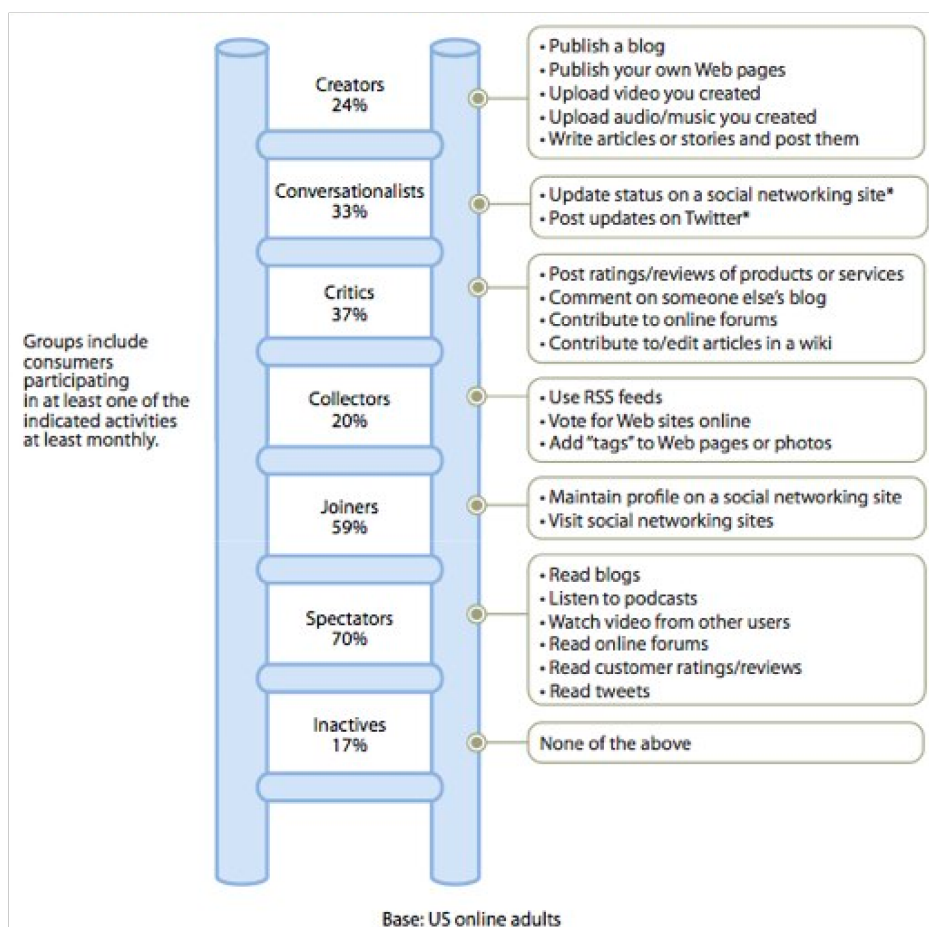 Creators
24%
• Publish a blog
• Publish your own Web pages
• Upload video you created
• Upload audio/music you created
• Write articles or stories and post them
Conversationalists
33%
• Update status on a social networking site*
• Post updates on Twitter*
Critics
37%
• Post ratings/reviews of products or services
• Comment on someone else's blog
• Contribute to online forums
• Contribute to/edit articles in a wiki
Groups include
consumers
participating
in at least one of the
indicated activities
at least monthly.
Collectors
20%
• Use RSS feeds
• Vote for Web sites online
• Add "tags" to Web pages or photos
Joiners
59%
• Maintain profile on a social networking site
• Visit social networking sites
Spectators
70%
• Read blogs
• Listen to podcasts
• Watch video from other users
• Read online forums
• Read customer ratings/reviews
• Read tweets
Inactives
17%
None of the above
Base: US online adults